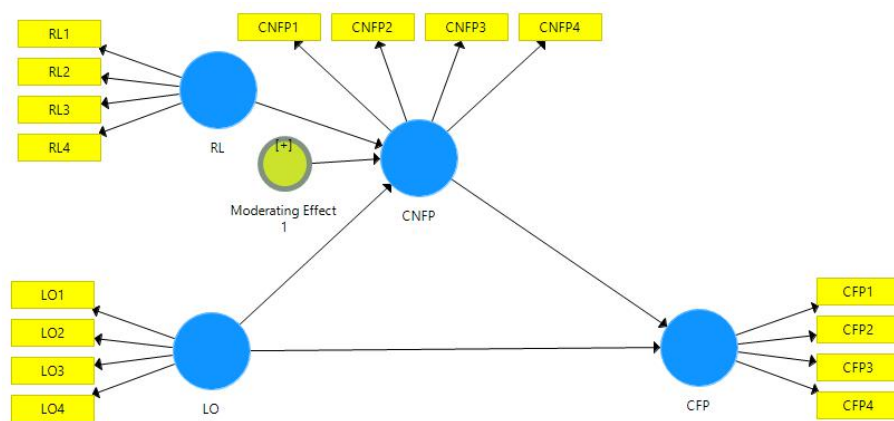 RL1
RL2
RL3
RL4
RL
CNFP1
CNFP2
CNFP3
CNFP4
[+]
Moderating Effect
1
CNFP
LO1
LO2
LO3
LO4
LO
CFP1
CFP2
CFP3
CFP4
CFP